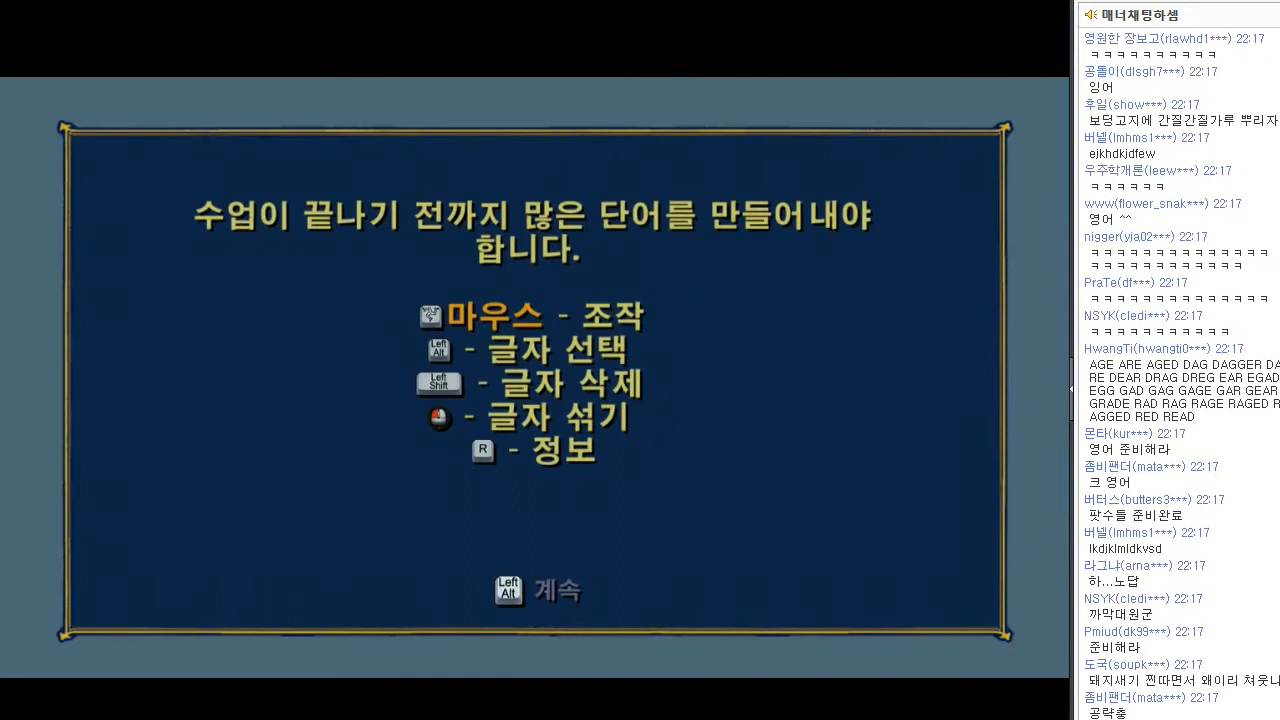 수업이 끝나기 전까지 많은 단어를 만들어내야
합니다.
마우스 - 조작
Left Alt - 글자 선택
Left Shift - 글자 삭제
- 글자 섞기
R - 정보
Left Alt 계속
매너채팅하셈
영원한 장보고(rlawhd1***) 22:17
ㅋㅋㅋㅋㅋㅋㅋㅋㅋㅋ
공돌이(dlsgh7***) 22:17
잉어
후일(show***) 22:17
보덩고지에 간질간질가루 뿌리자
버넬(lmhms1***) 22:17
ejkhdkjdfew
우주학개론(leew***) 22:17
ㅋㅋㅋㅋㅋㅋ
www(flower_snak***) 22:17
영어 ^^
nigger(yja02***) 22:17
ㅋㅋㅋㅋㅋㅋㅋㅋㅋㅋㅋㅋㅋㅋ
ㅋㅋㅋㅋㅋㅋㅋㅋㅋㅋㅋㅋ
PraTe(df***) 22:17
ㅋㅋㅋㅋㅋㅋㅋㅋㅋㅋㅋㅋㅋㅋ
NSYK(cledi***) 22:17
ㅋㅋㅋㅋㅋㅋㅋㅋㅋㅋㅋ
HwangTi(hwangti0***) 22:17
AGE ARE AGED DAG DAGGER DA
RE DEAR DRAG DREG EAR EGAD
EGG GAD GAG GAGE GAR GEAR
GRADE RAD RAG RAGE RAGED R
AGGED RED READ
몬타(kur***) 22:17
영어 준비해라
좀비팬더(mata***) 22:17
크 영어
버터스(butters3***) 22:17
팟수들 준비완료
버넬(lmhms1***) 22:17
lkdjklmldkvsd
라그냐(arna***) 22:17
하...노답
NSYK(cledi***) 22:17
까막대원군
Pmiud(dk99***) 22:17
준비해라
도국(soupk***) 22:17
돼지새기 찐따면서 왜이리 쳐웃니
좀비팬더(mata***) 22:17
공략충